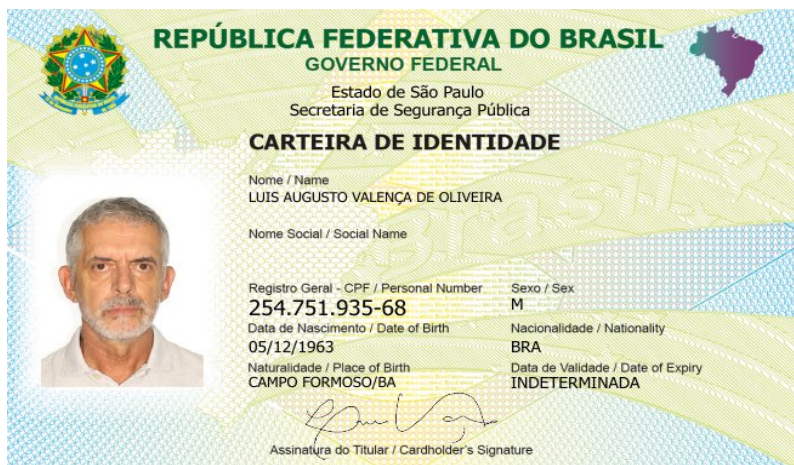 REPÚBLICA FEDERATIVA DO BRASIL
GOVERNO FEDERAL
Estado de São Paulo
Secretaria de Segurança Pública
CARTEIRA DE IDENTIDADE
Nome / Name
LUIS AUGUSTO VALENÇA DE OLIVEIRA
Nome Social / Social Name
Registro Geral - CPF / Personal Number Sexo / Sex
254.751.935-68 M
Data de Nascimento / Date of Birth Nacionalidade / Nationality
05/12/1963 BRA
Naturalidade / Place of Birth Data de Validade / Date of Expiry
CAMPO FORMOSO/BA INDETERMINADA
Assinatura do Titular / Cardholder's Signature
Brasil